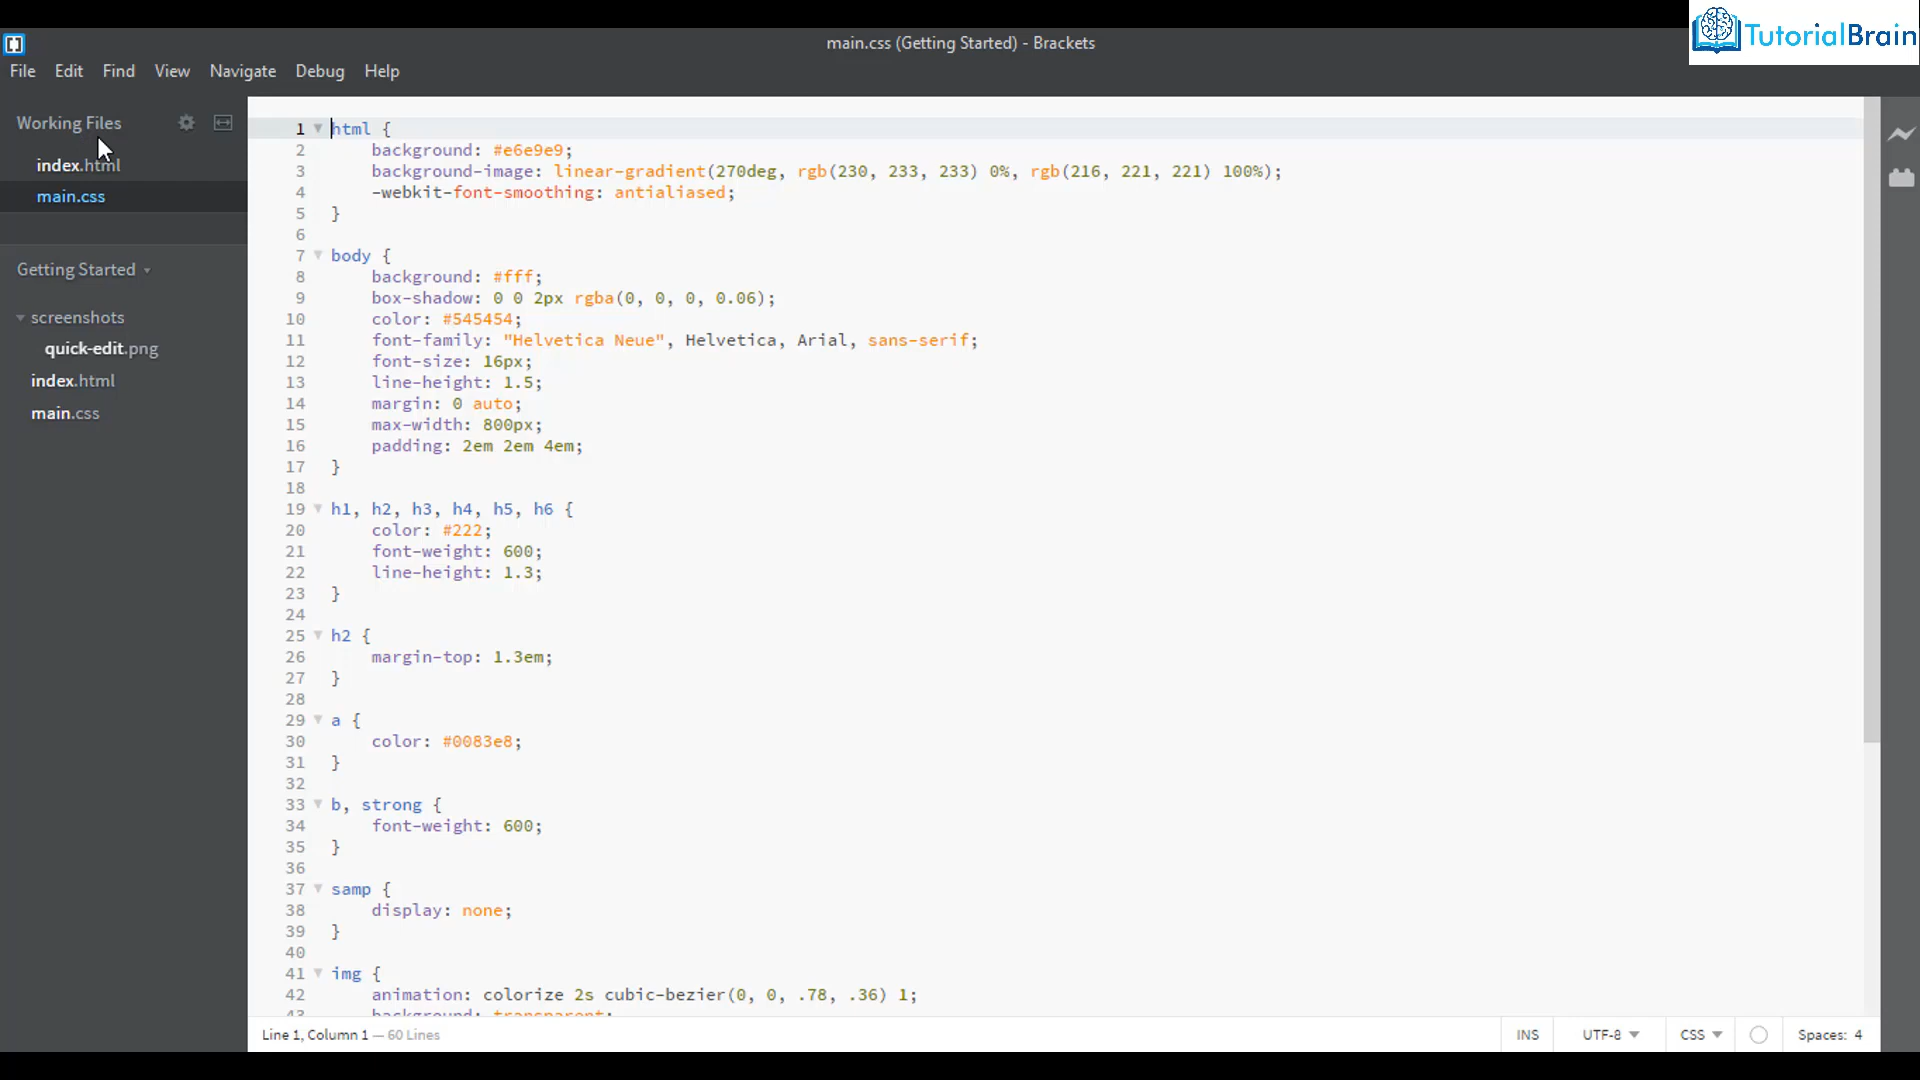 main.css (Getting Started) - Brackets
TutorialBrain
File Edit Find View Navigate Debug Help
Working Files
index.html
main.css
Getting Started
screenshots
quick-edit.png
index.html
main.css
1 html {
2 background: #e6e9e9;
3 background-image: linear-gradient(270deg, rgb(230, 233, 233) 0%, rgb(216, 221, 221) 100%);
4 -webkit-font-smoothing: antialiased;
5 }
6
7 body {
8 background: #fff;
9 box-shadow: 0 0 2px rgba(0, 0, 0, 0.06);
10 color: #545454;
11 font-family: "Helvetica Neue", Helvetica, Arial, sans-serif;
12 font-size: 16px;
13 line-height: 1.5;
14 margin: 0 auto;
15 max-width: 800px;
16 padding: 2em 2em 4em;
17 }
18
19 h1, h2, h3, h4, h5, h6 {
20 color: #222;
21 font-weight: 600;
22 line-height: 1.3;
23 }
24
25 h2 {
26 margin-top: 1.3em;
27 }
28
29 a {
30 color: #0083e8;
31 }
32
33 b, strong {
34 font-weight: 600;
35 }
36
37 samp {
38 display: none;
39 }
40
41 img {
42 animation: colorize 2s cubic-bezier(0, 0, .78, .36) 1;
43 background: transparent;
Line 1, Column 1 — 60 Lines
INS UTF-8 CSS Spaces: 4